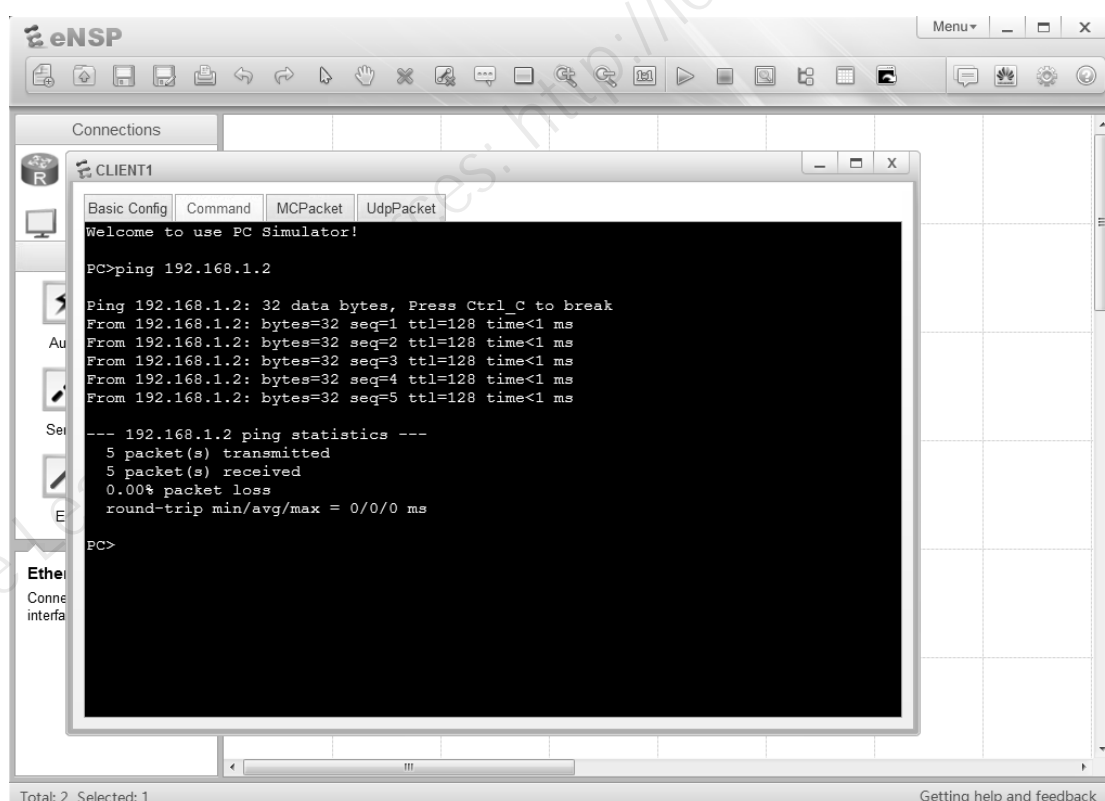 eNSP
Menu
Connections
R
CLIENT1
Basic Config Command MCPacket UdpPacket
Welcome to use PC Simulator!
PC>ping 192.168.1.2
Ping 192.168.1.2: 32 data bytes, Press Ctrl_C to break
From 192.168.1.2: bytes=32 seq=1 ttl=128 time<1 ms
From 192.168.1.2: bytes=32 seq=2 ttl=128 time<1 ms
From 192.168.1.2: bytes=32 seq=3 ttl=128 time<1 ms
From 192.168.1.2: bytes=32 seq=4 ttl=128 time<1 ms
From 192.168.1.2: bytes=32 seq=5 ttl=128 time<1 ms
--- 192.168.1.2 ping statistics ---
5 packet(s) transmitted
5 packet(s) received
0.00% packet loss
round-trip min/avg/max = 0/0/0 ms
PC>
Au
Ser
E
Ether
Conne
interfa
Total: 2 Selected: 1
Getting help and feedback